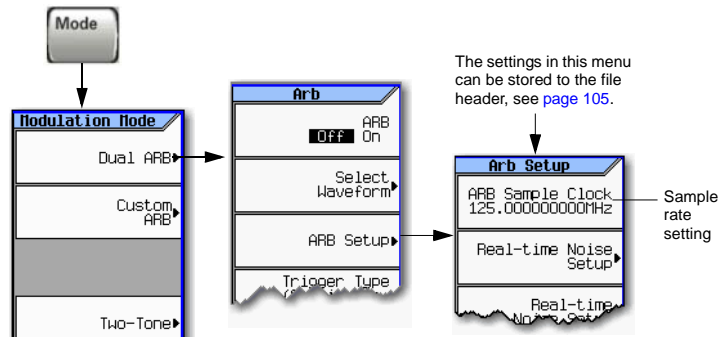 Mode
The settings in this menu
can be stored to the file
header, see page 105.
Modulation Mode
Dual ARB
Custom
ARB
Two-Tone
Arb
ARB
Off On
Select
Waveform
ARB Setup
Trigger Type
Arb Setup
ARB Sample Clock
125.000000000MHz
Real-time Noise
Setup
Real-time
Sample
rate
setting